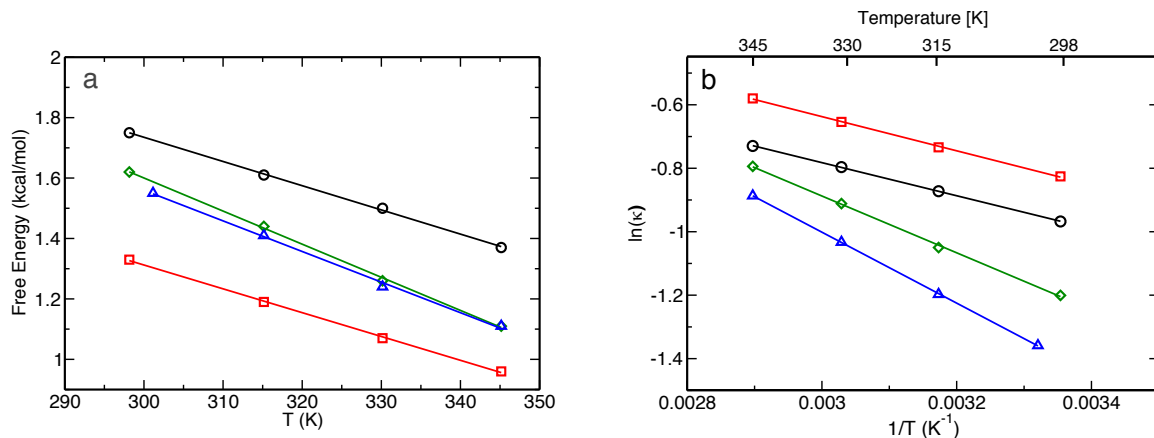 a
2
1.8
1.6
1.4
1.2
1
Free Energy (kcal/mol)
290 300 310 320 330 340 350
T (K)
Temperature [K]
345 330 315 298
b
-0.6
-0.8
-1
-1.2
-1.4
ln(κ)
0.0028 0.003 0.0032 0.0034
1/T (K⁻¹)